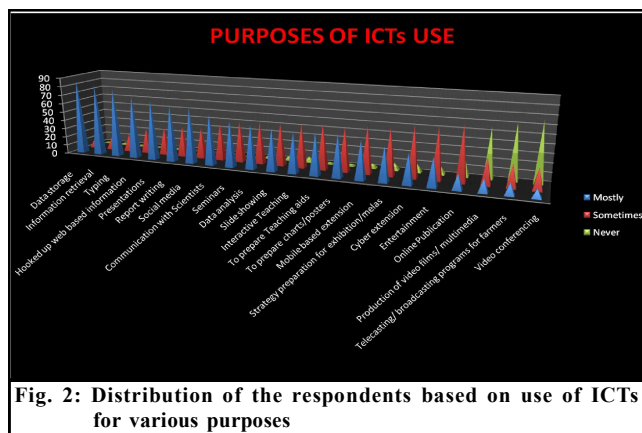 PURPOSES OF ICTs USE
90
80
70
60
50
40
30
20
10
0
Data storage
Information retrieval
Typing
Hooked up web based information
Presentations
Report writing
Social media
Communication with Scientists
Seminars
Data analysis
Slide showing
Interactive Teaching
To prepare Teaching aids
To prepare charts/posters
Mobile based extension
Strategy preparation for exhibition/melas
Cyber extension
Entertainment
Online Publication
Production of video films/ multimedia
Telecasting/ broadcasting programs for farmers
Video conferencing
Mostly
Sometimes
Never
Fig. 2: Distribution of the respondents based on use of ICTs
for various purposes